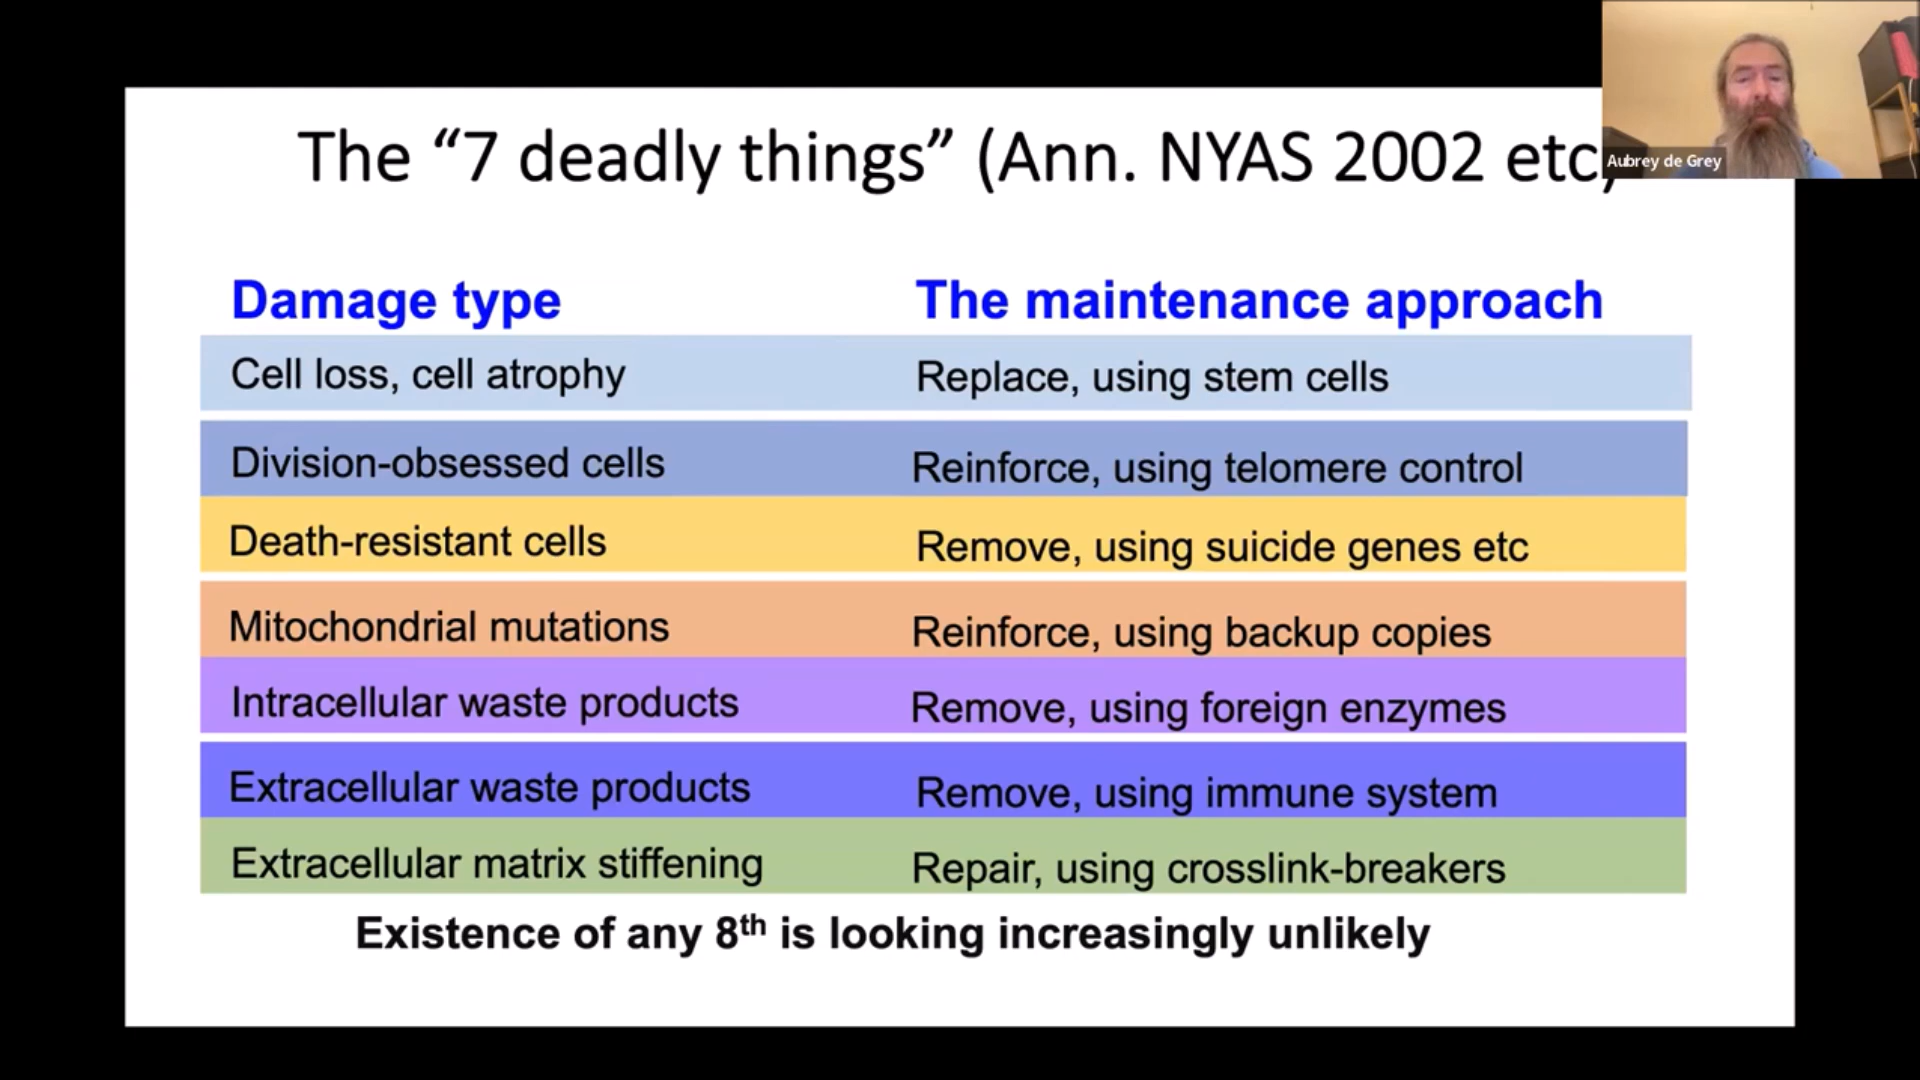 The “7 deadly things” (Ann. NYAS 2002 etc)
Aubrey de Grey
Damage type The maintenance approach
Cell loss, cell atrophy Replace, using stem cells
Division-obsessed cells Reinforce, using telomere control
Death-resistant cells Remove, using suicide genes etc
Mitochondrial mutations Reinforce, using backup copies
Intracellular waste products Remove, using foreign enzymes
Extracellular waste products Remove, using immune system
Extracellular matrix stiffening Repair, using crosslink-breakers
Existence of any 8th is looking increasingly unlikely